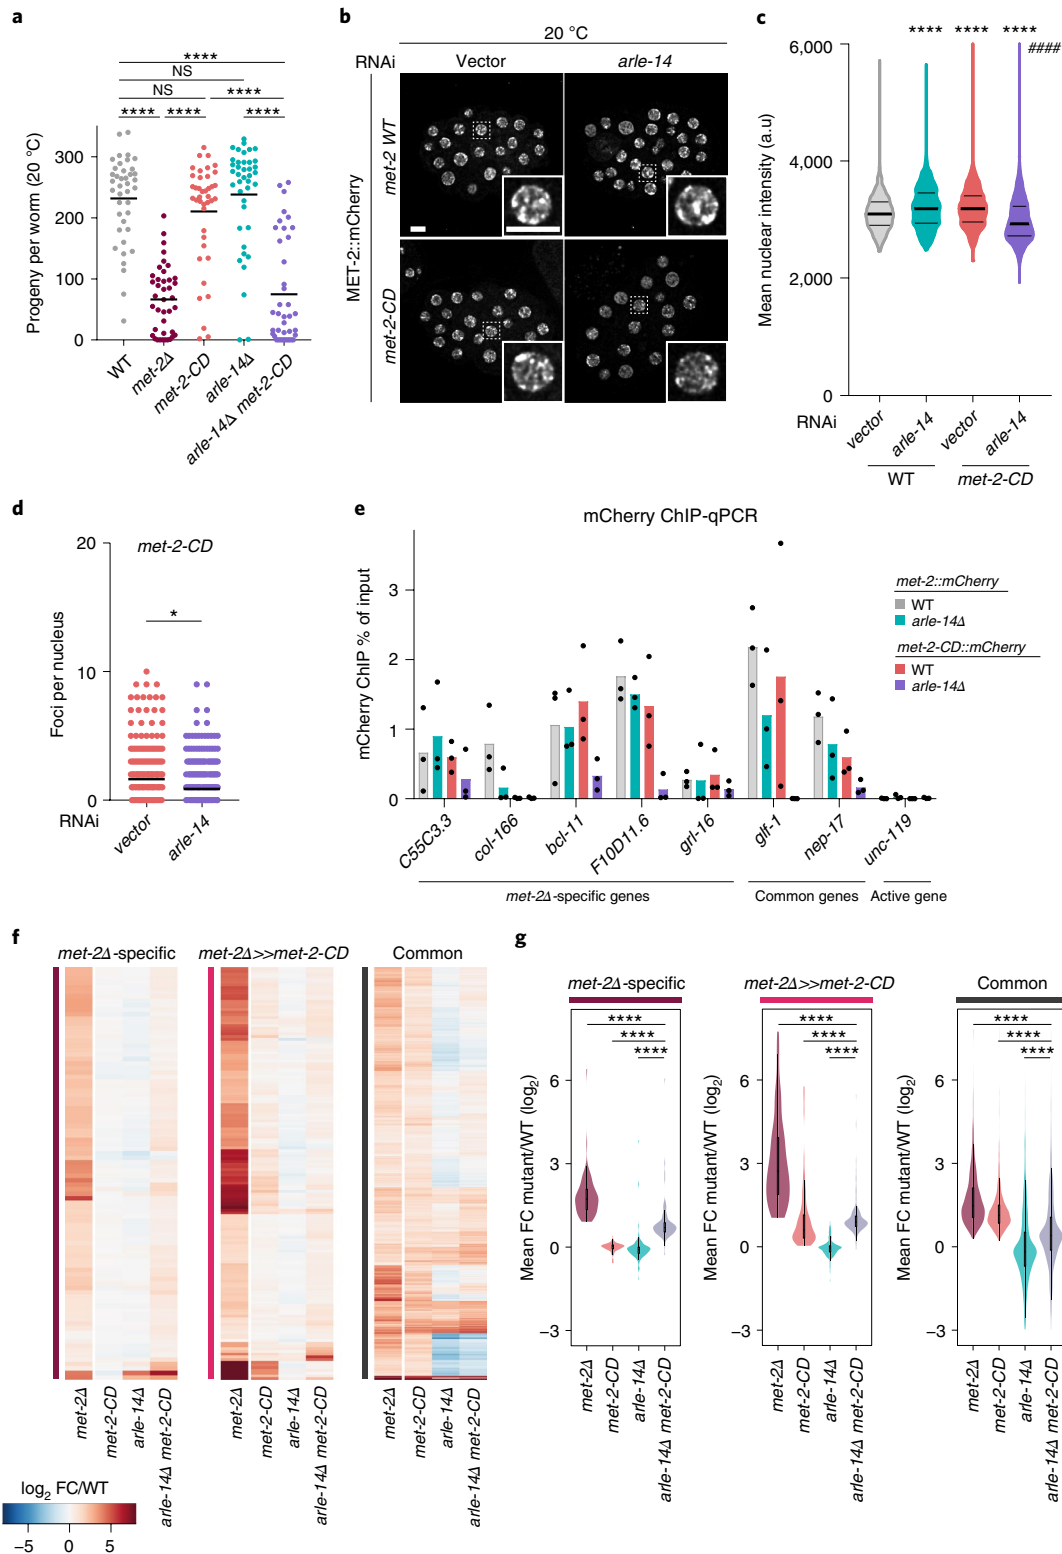 a
****
NS
NS ****
**** **** ****
Progeny per worm (20 °C)
300
200
100
0
WT
met-2Δ
met-2-CD
arle-14Δ
arle-14Δ met-2-CD
b
20 °C
RNAi Vector arle-14
MET-2::mCherry
met-2 WT
met-2-CD
c
**** **** ****
####
Mean nuclear intensity (a.u)
6,000
4,000
2,000
0
RNAi
vector
arle-14
vector
arle-14
WT met-2-CD
d
met-2-CD
*
Foci per nucleus
20
10
0
RNAi
vector
arle-14
e
mCherry ChIP-qPCR
mCherry ChIP % of input
3
2
1
0
met-2::mCherry
WT
arle-14Δ
met-2-CD::mCherry
WT
arle-14Δ
C55C3.3
col-166
bcl-11
F10D11.6
grl-16
glf-1
nep-17
unc-119
met-2Δ-specific genes Common genes Active gene
f
met-2Δ-specific met-2Δ>>met-2-CD Common
met-2Δ
met-2-CD
arle-14Δ
arle-14Δ met-2-CD
met-2Δ
met-2-CD
arle-14Δ
arle-14Δ met-2-CD
met-2Δ
met-2-CD
arle-14Δ
arle-14Δ met-2-CD
log2 FC/WT
−5 0 5
g
met-2Δ-specific
****
****
****
Mean FC mutant/WT (log2)
6
3
0
−3
met-2Δ
met-2-CD
arle-14Δ
arle-14Δ met-2-CD
met-2Δ>>met-2-CD
****
****
****
Mean FC mutant/WT (log2)
6
3
0
−3
met-2Δ
met-2-CD
arle-14Δ
arle-14Δ met-2-CD
Common
****
****
****
Mean FC mutant/WT (log2)
6
3
0
−3
met-2Δ
met-2-CD
arle-14Δ
arle-14Δ met-2-CD